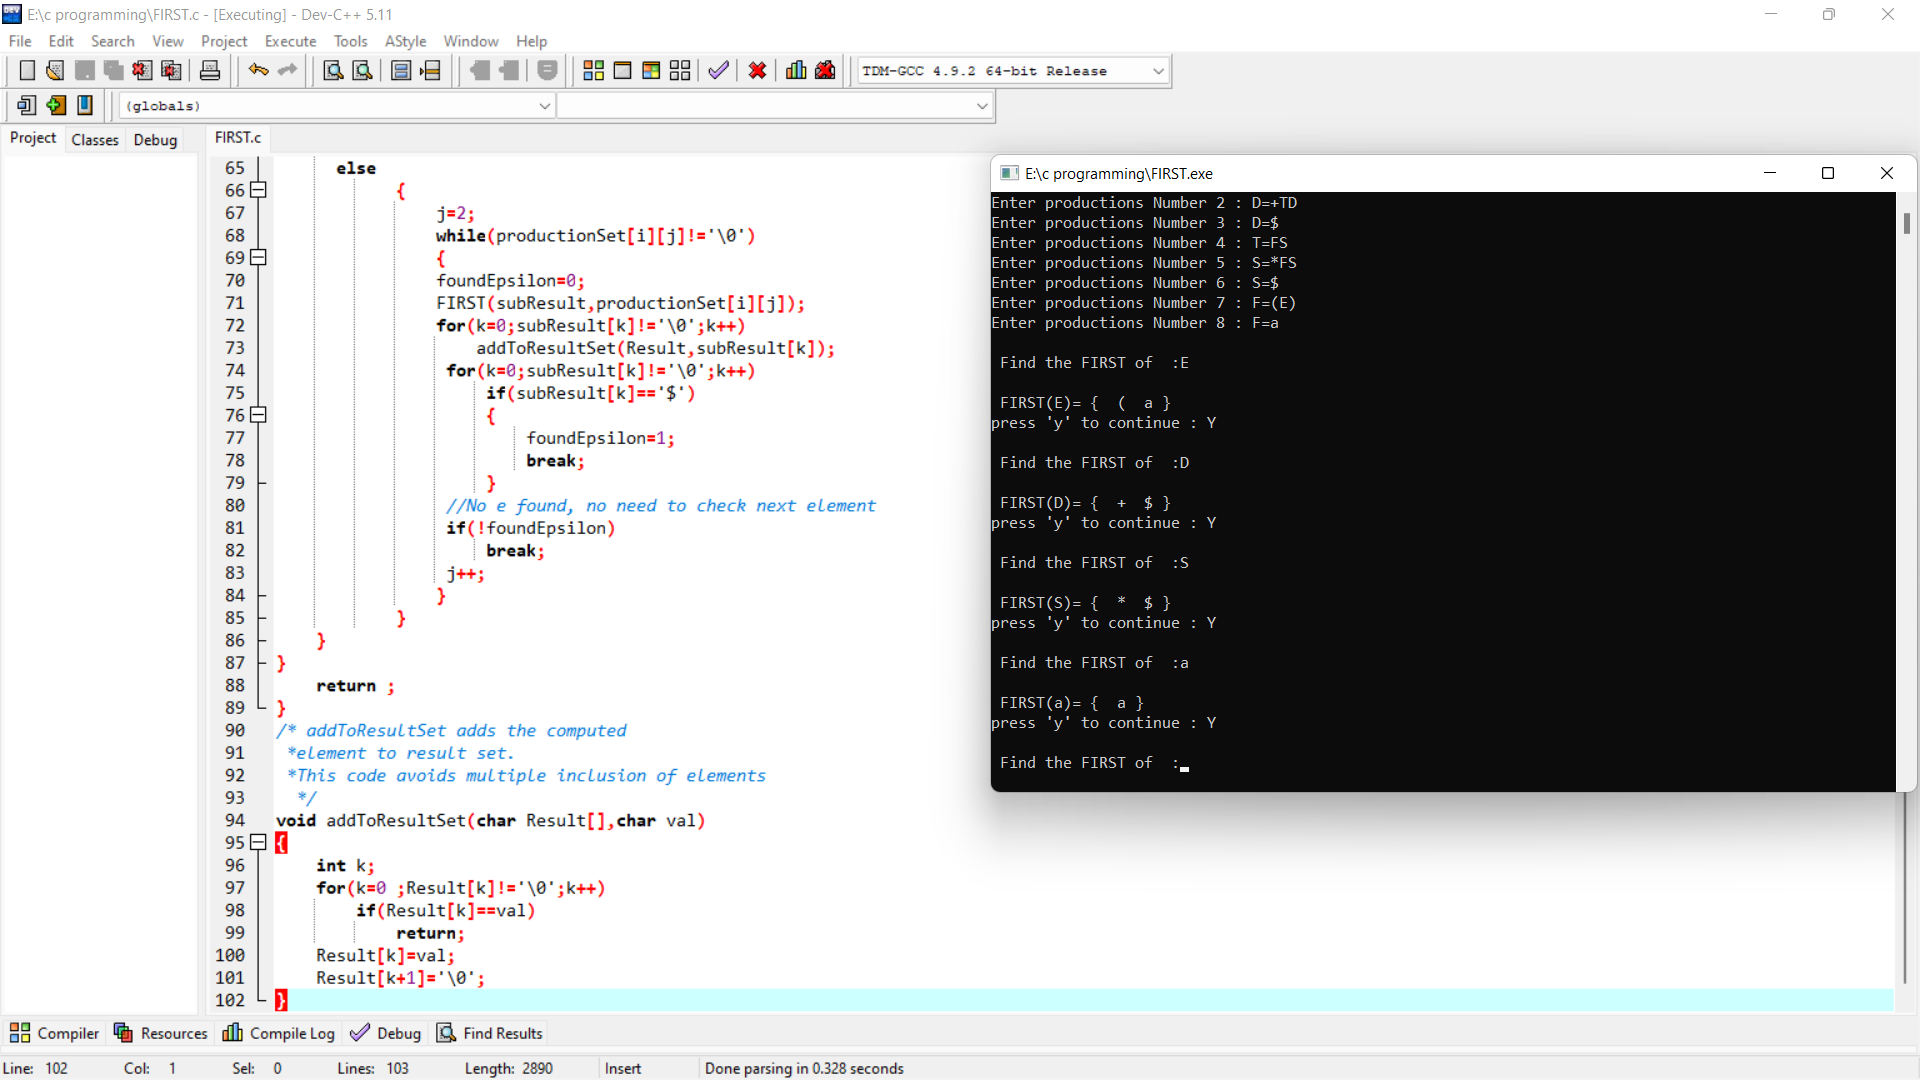 E:\c programming\FIRST.c - [Executing] - Dev-C++ 5.11
File Edit Search View Project Execute Tools AStyle Window Help
TDM-GCC 4.9.2 64-bit Release
(globals)
Project Classes Debug
FIRST.c
65 else
66 {
67 j=2;
68 while(productionSet[i][j]!='\0')
69 {
70 foundEpsilon=0;
71 FIRST(subResult,productionSet[i][j]);
72 for(k=0;subResult[k]!='\0';k++)
73 addToResultSet(Result,subResult[k]);
74 for(k=0;subResult[k]!='\0';k++)
75 if(subResult[k]=='$')
76 {
77 foundEpsilon=1;
78 break;
79 }
80 //No e found, no need to check next element
81 if(!foundEpsilon)
82 break;
83 j++;
84 }
85 }
86 }
87 }
88 return ;
89 }
90 /* addToResultSet adds the computed
91 *element to result set.
92 *This code avoids multiple inclusion of elements
93 */
94 void addToResultSet(char Result[],char val)
95 {
96 int k;
97 for(k=0 ;Result[k]!='\0';k++)
98 if(Result[k]==val)
99 return;
100 Result[k]=val;
101 Result[k+1]='\0';
102 }
E:\c programming\FIRST.exe
Enter productions Number 2 : D=+TD
Enter productions Number 3 : D=$
Enter productions Number 4 : T=FS
Enter productions Number 5 : S=*FS
Enter productions Number 6 : S=$
Enter productions Number 7 : F=(E)
Enter productions Number 8 : F=a
Find the FIRST of :E
FIRST(E)= { ( a }
press 'y' to continue : Y
Find the FIRST of :D
FIRST(D)= { + $ }
press 'y' to continue : Y
Find the FIRST of :S
FIRST(S)= { * $ }
press 'y' to continue : Y
Find the FIRST of :a
FIRST(a)= { a }
press 'y' to continue : Y
Find the FIRST of :
Compiler Resources Compile Log Debug Find Results
Line: 102 Col: 1 Sel: 0 Lines: 103 Length: 2890 Insert Done parsing in 0.328 seconds